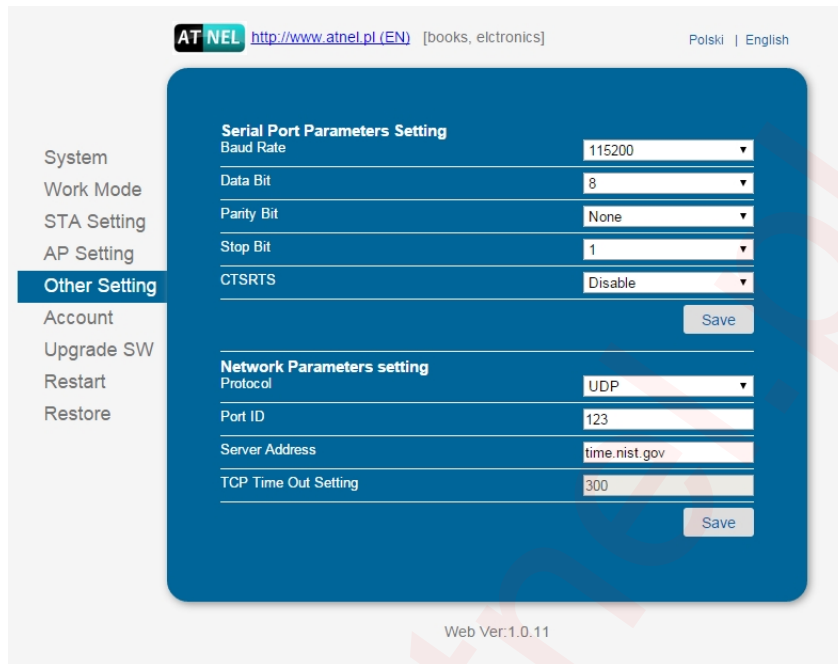 AT NEL http://www.atnel.pl (EN) [books, elctronics] Polski | English
Serial Port Parameters Setting
Baud Rate 115200
Data Bit 8
Parity Bit None
Stop Bit 1
CTSRTS Disable
Save
Network Parameters setting
Protocol UDP
Port ID 123
Server Address time.nist.gov
TCP Time Out Setting 300
Save
System
Work Mode
STA Setting
AP Setting
Other Setting
Account
Upgrade SW
Restart
Restore
Web Ver:1.0.11